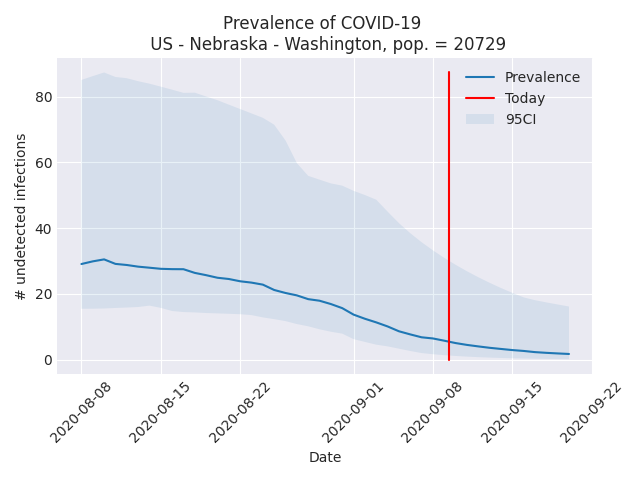 Prevalence of COVID-19
US - Nebraska - Washington, pop. = 20729
# undetected infections
80
60
40
20
0
Prevalence
Today
95CI
2020-08-08
2020-08-15
2020-08-22
2020-09-01
2020-09-08
2020-09-15
2020-09-22
Date